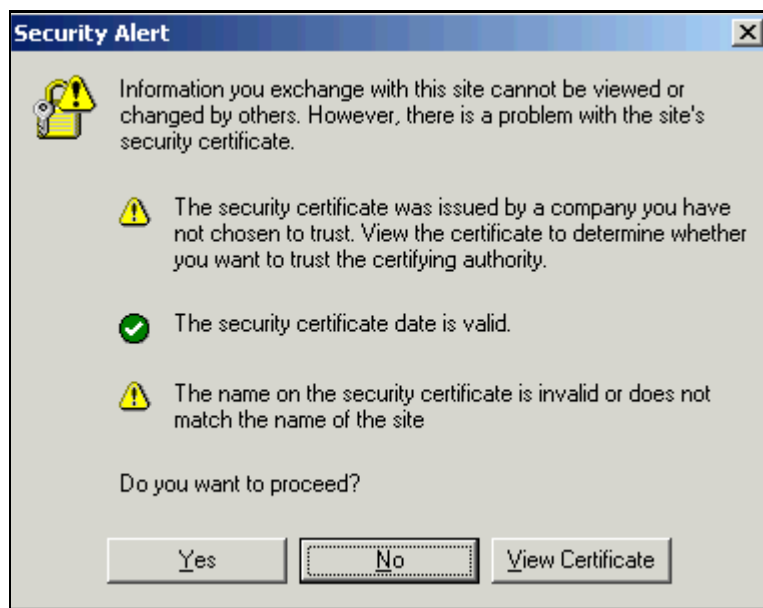 Security Alert
Information you exchange with this site cannot be viewed or
changed by others. However, there is a problem with the site's
security certificate.
The security certificate was issued by a company you have
not chosen to trust. View the certificate to determine whether
you want to trust the certifying authority.
The security certificate date is valid.
The name on the security certificate is invalid or does not
match the name of the site
Do you want to proceed?
Yes No View Certificate